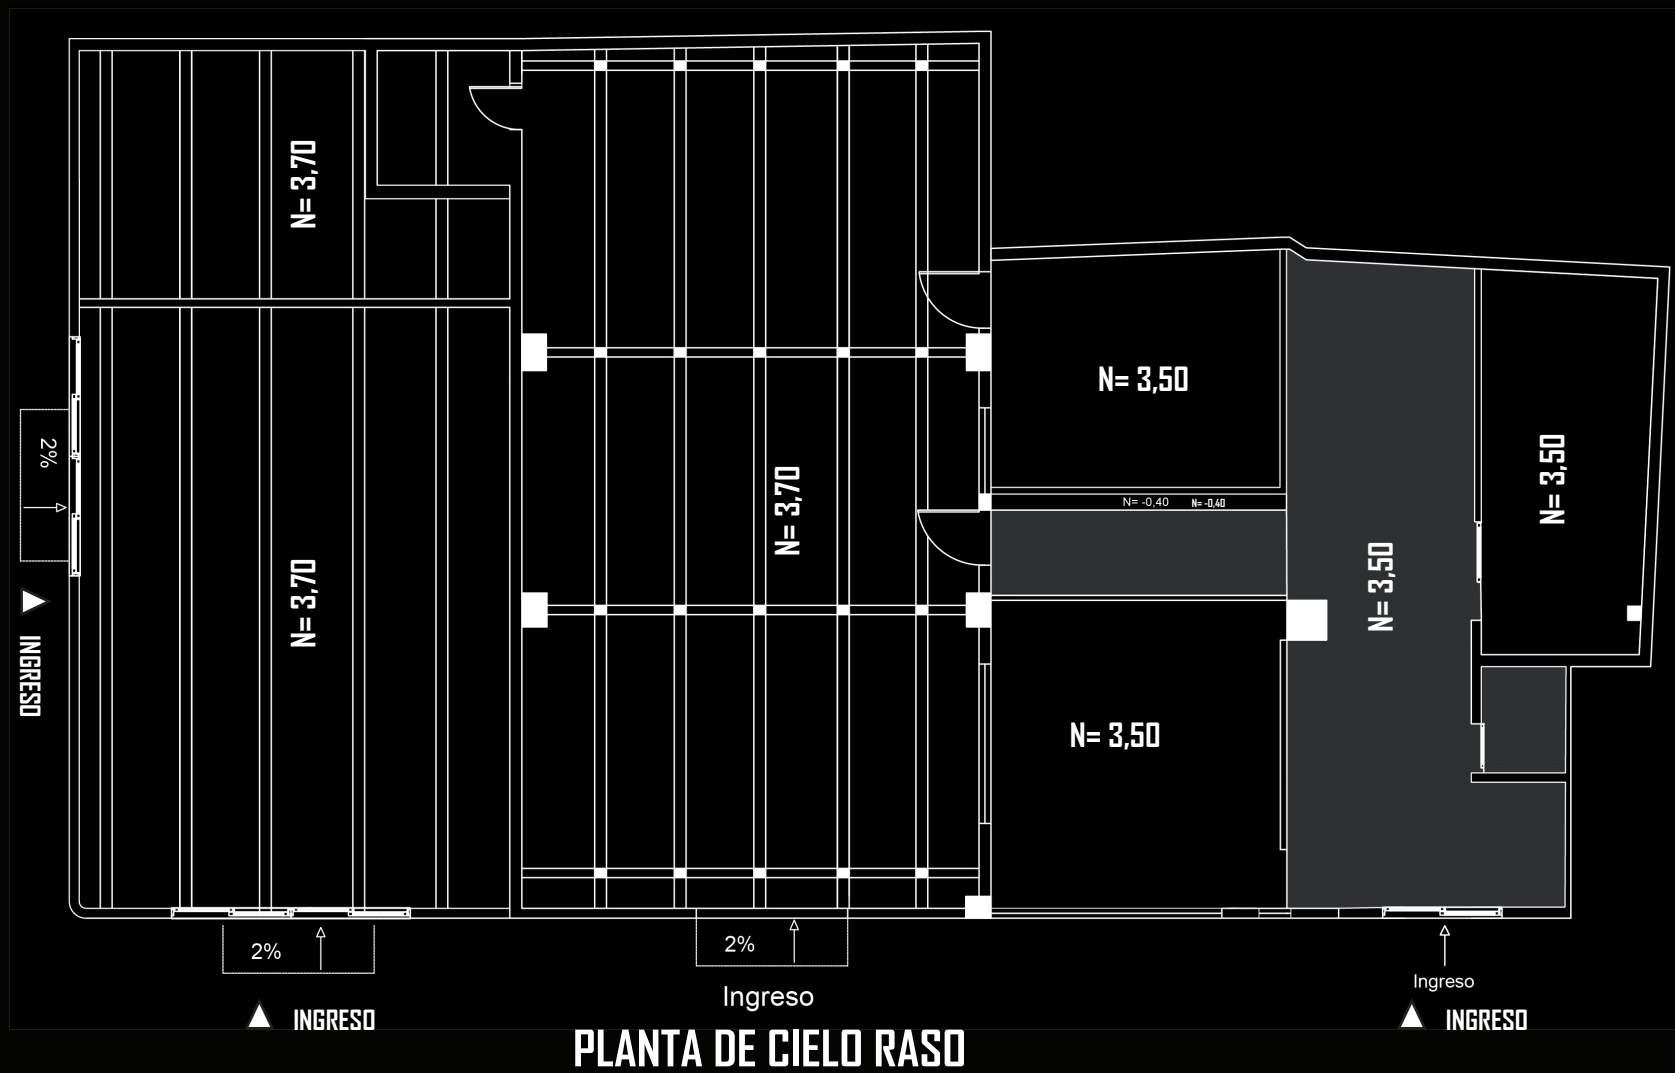 N= 3,70
N= 3,50
N= 3,50
2%
N= 3,70
N= -0,40 N= -0,40
N= 3,50
N= 3,70
INGRESO
N= 3,50
2%
2%
Ingreso
Ingreso
INGRESO
INGRESO
PLANTA DE CIELO RASO